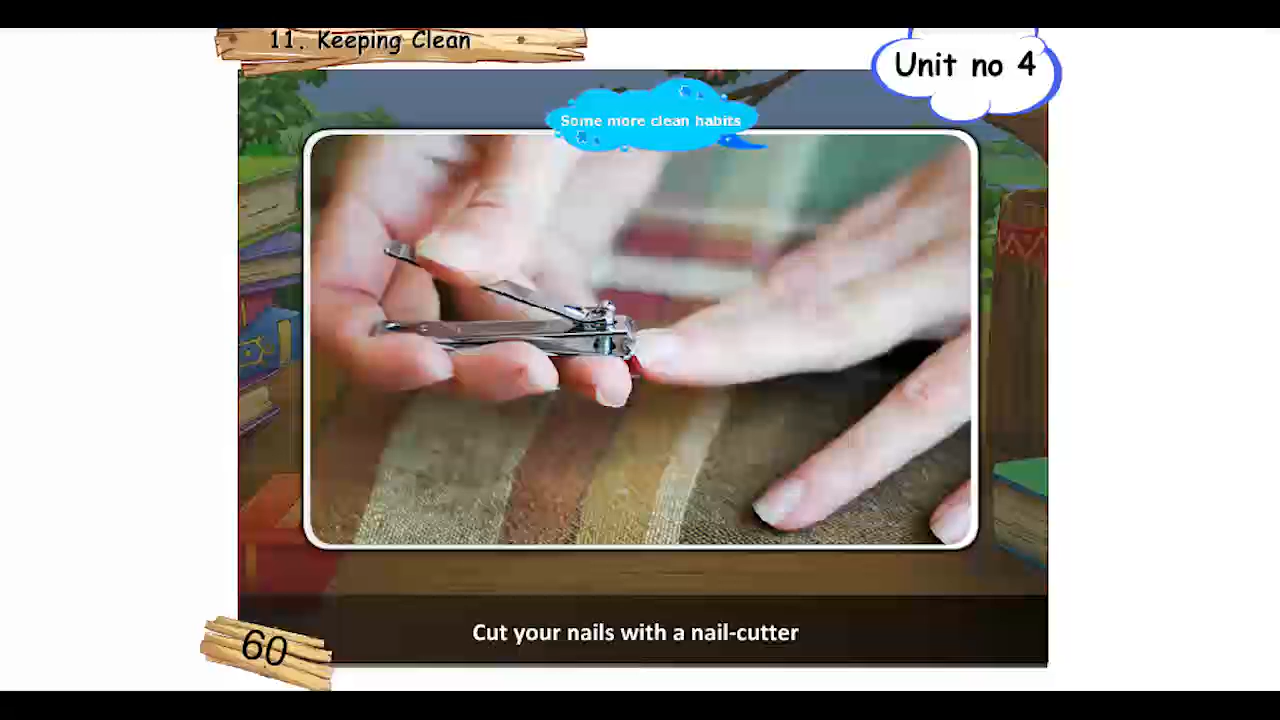 11. Keeping Clean
Unit no 4
Some more clean habits
Cut your nails with a nail-cutter
60